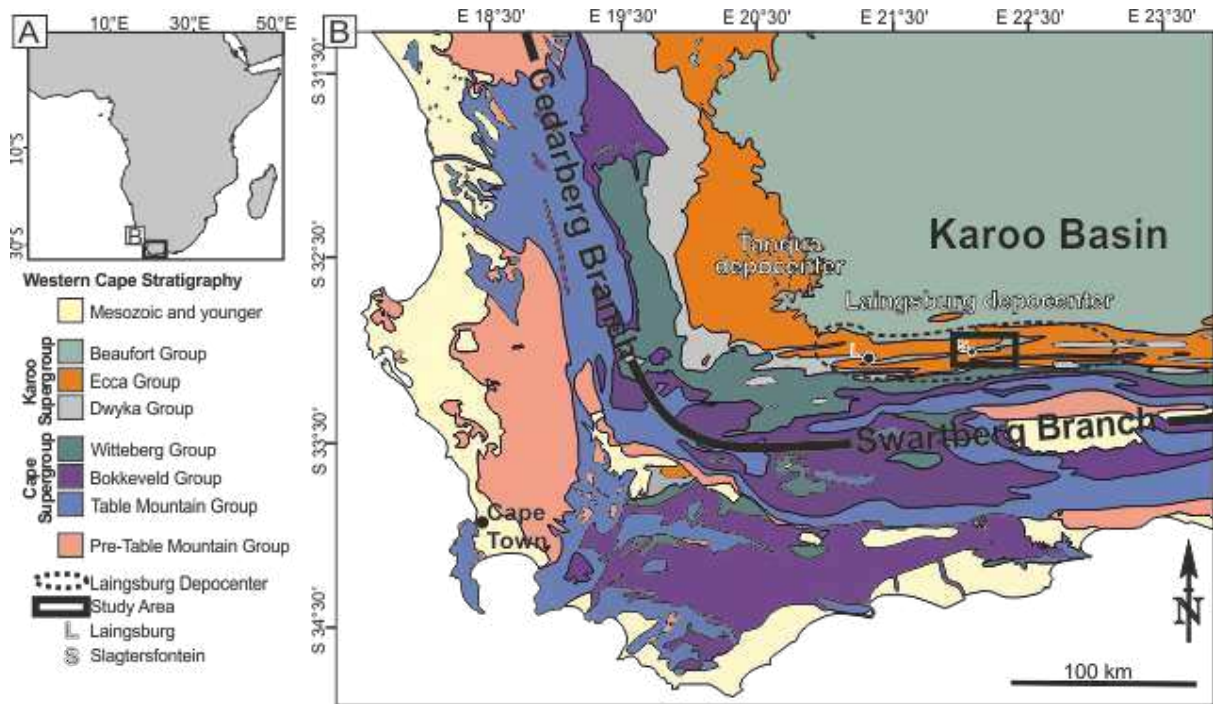 A
10°E 30°E 50°E
10°S
30°S
B
Western Cape Stratigraphy
Mesozoic and younger
Karoo Supergroup
Beaufort Group
Ecca Group
Dwyka Group
Cape Supergroup
Witteberg Group
Bokkeveld Group
Table Mountain Group
Pre-Table Mountain Group
Laingsburg Depocenter
Study Area
L Laingsburg
S Slagtersfontein
B
E 18°30' E 19°30' E 20°30' E 21°30' E 22°30' E 23°30'
S 31°30'
S 32°30'
S 33°30'
S 34°30'
Cedarberg Branch
Karoo Basin
Tanqua
depocenter
Laingsburg depocenter
L
S
Swartberg Branch
Cape
Town
N
100 km